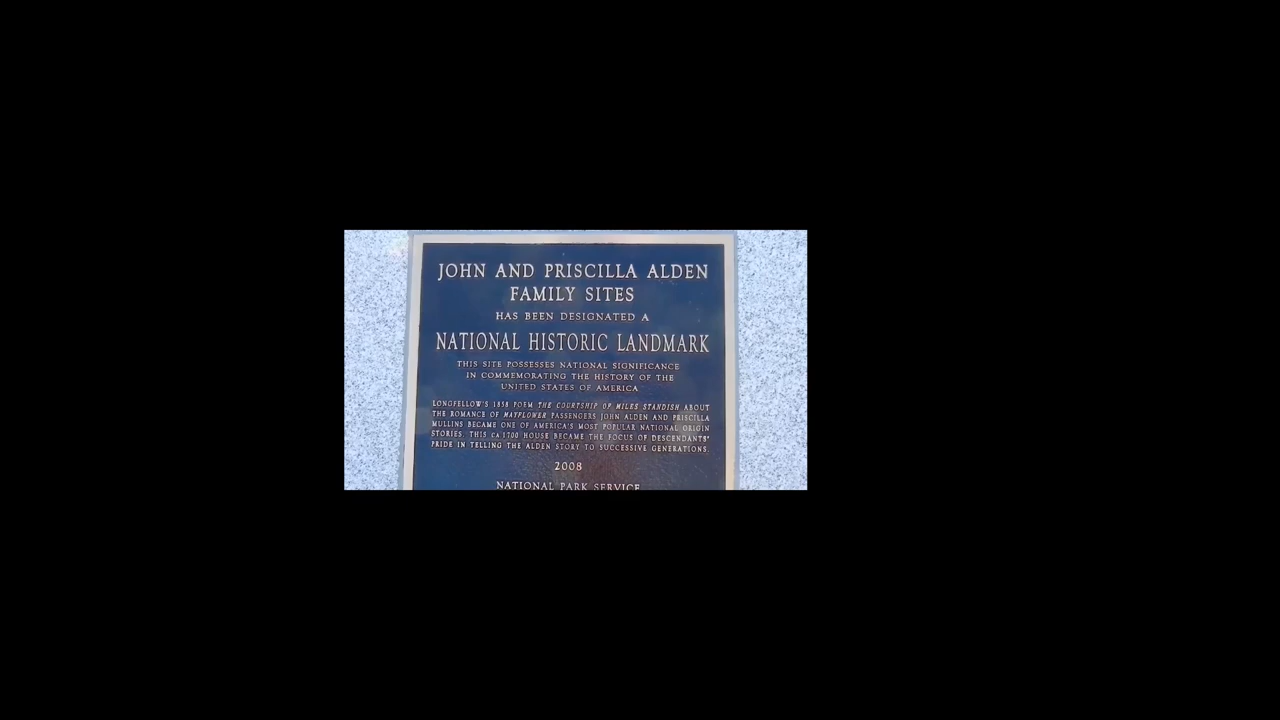 JOHN AND PRISCILLA ALDEN
FAMILY SITES
HAS BEEN DESIGNATED A
NATIONAL HISTORIC LANDMARK
THIS SITE POSSESSES NATIONAL SIGNIFICANCE
IN COMMEMORATING THE HISTORY OF THE
UNITED STATES OF AMERICA
LONGFELLOW'S 1858 POEM THE COURTSHIP OF MILES STANDISH ABOUT
THE ROMANCE OF MAYFLOWER PASSENGERS JOHN ALDEN AND PRISCILLA
MULLINS BECAME ONE OF AMERICA'S MOST POPULAR NATIONAL ORIGIN
STORIES. THIS CA 1700 HOUSE BECAME THE FOCUS OF DESCENDANTS'
PRIDE IN TELLING THE ALDEN STORY TO SUCCESSIVE GENERATIONS.
2008
NATIONAL PARK SERVICE